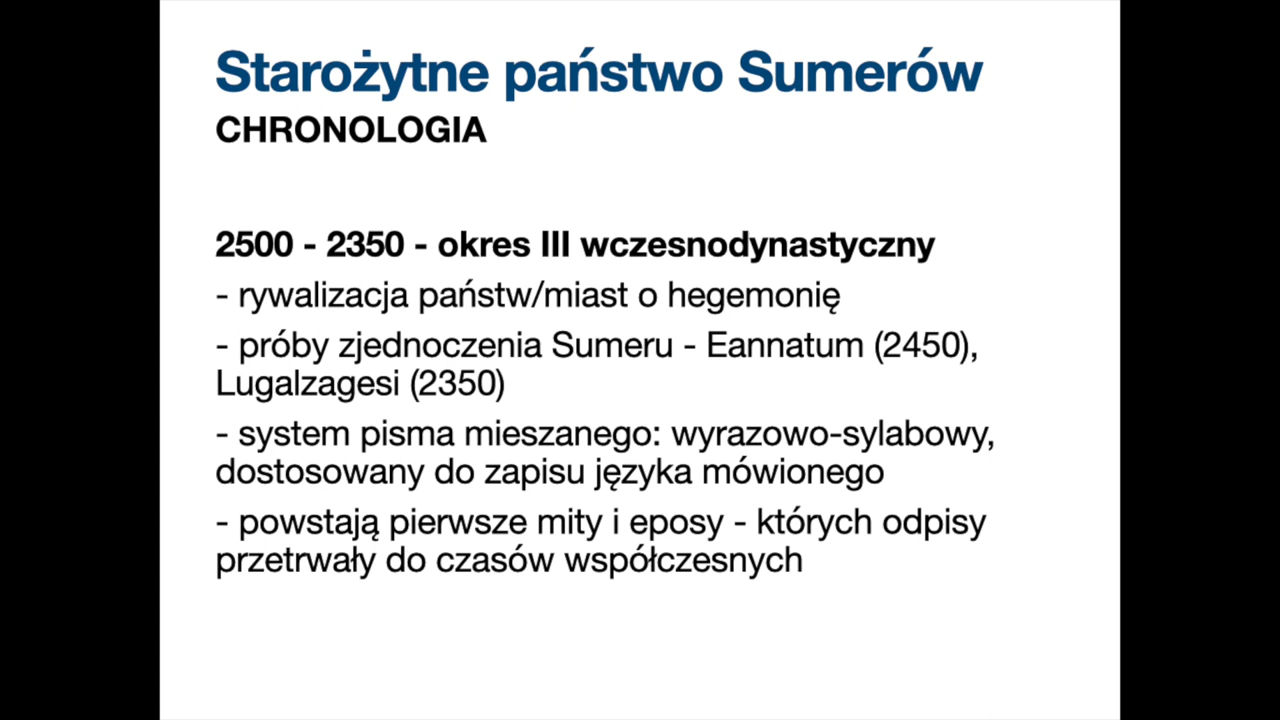 Starożytne państwo Sumerów
CHRONOLOGIA
2500 - 2350 - okres III wczesnodynastyczny
- rywalizacja państw/miast o hegemonię
- próby zjednoczenia Sumeru - Eannatum (2450),
Lugalzagesi (2350)
- system pisma mieszanego: wyrazowo-sylabowy,
dostosowany do zapisu języka mówionego
- powstają pierwsze mity i eposy - których odpisy
przetrwały do czasów współczesnych